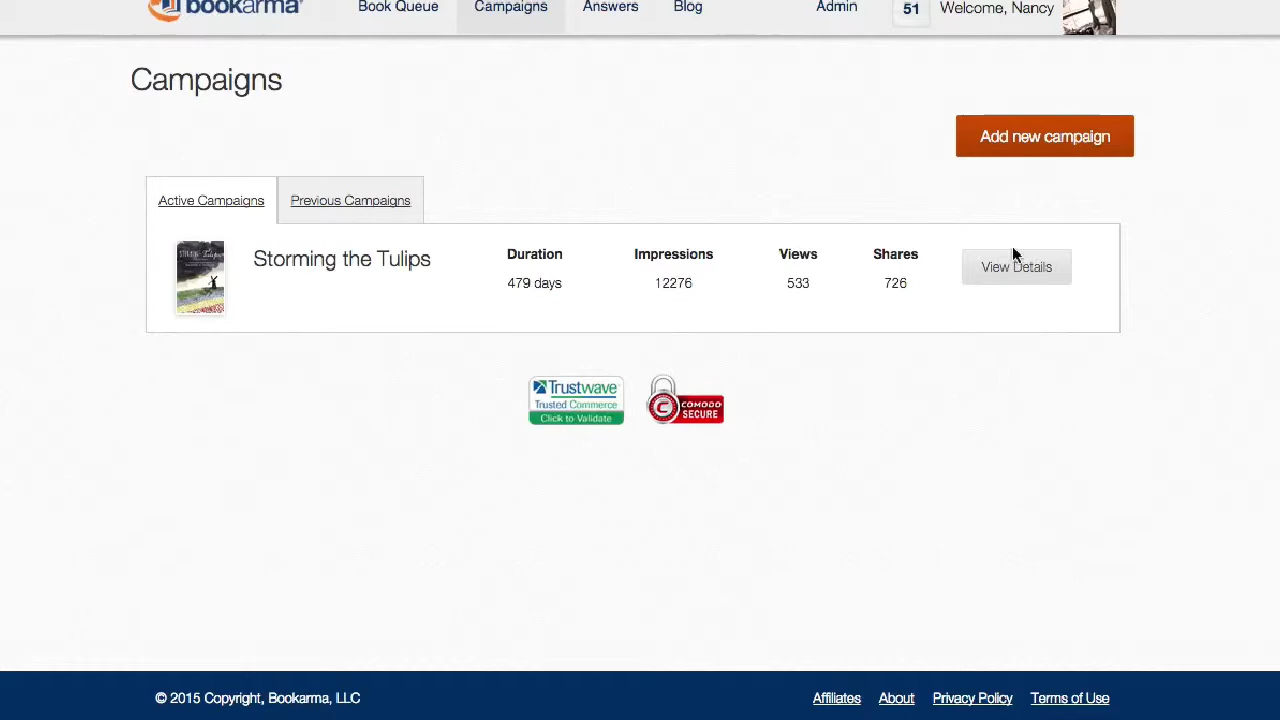 bookarma
Book Queue Campaigns Answers Blog Admin 51 Welcome, Nancy
Campaigns
Add new campaign
Active Campaigns Previous Campaigns
Storming the Tulips
Duration Impressions Views Shares
479 days 12276 533 726
View Details
Trustwave
Trusted Commerce
Click to Validate
COMODO
SECURE
© 2015 Copyright, Bookarma, LLC
Affiliates About Privacy Policy Terms of Use